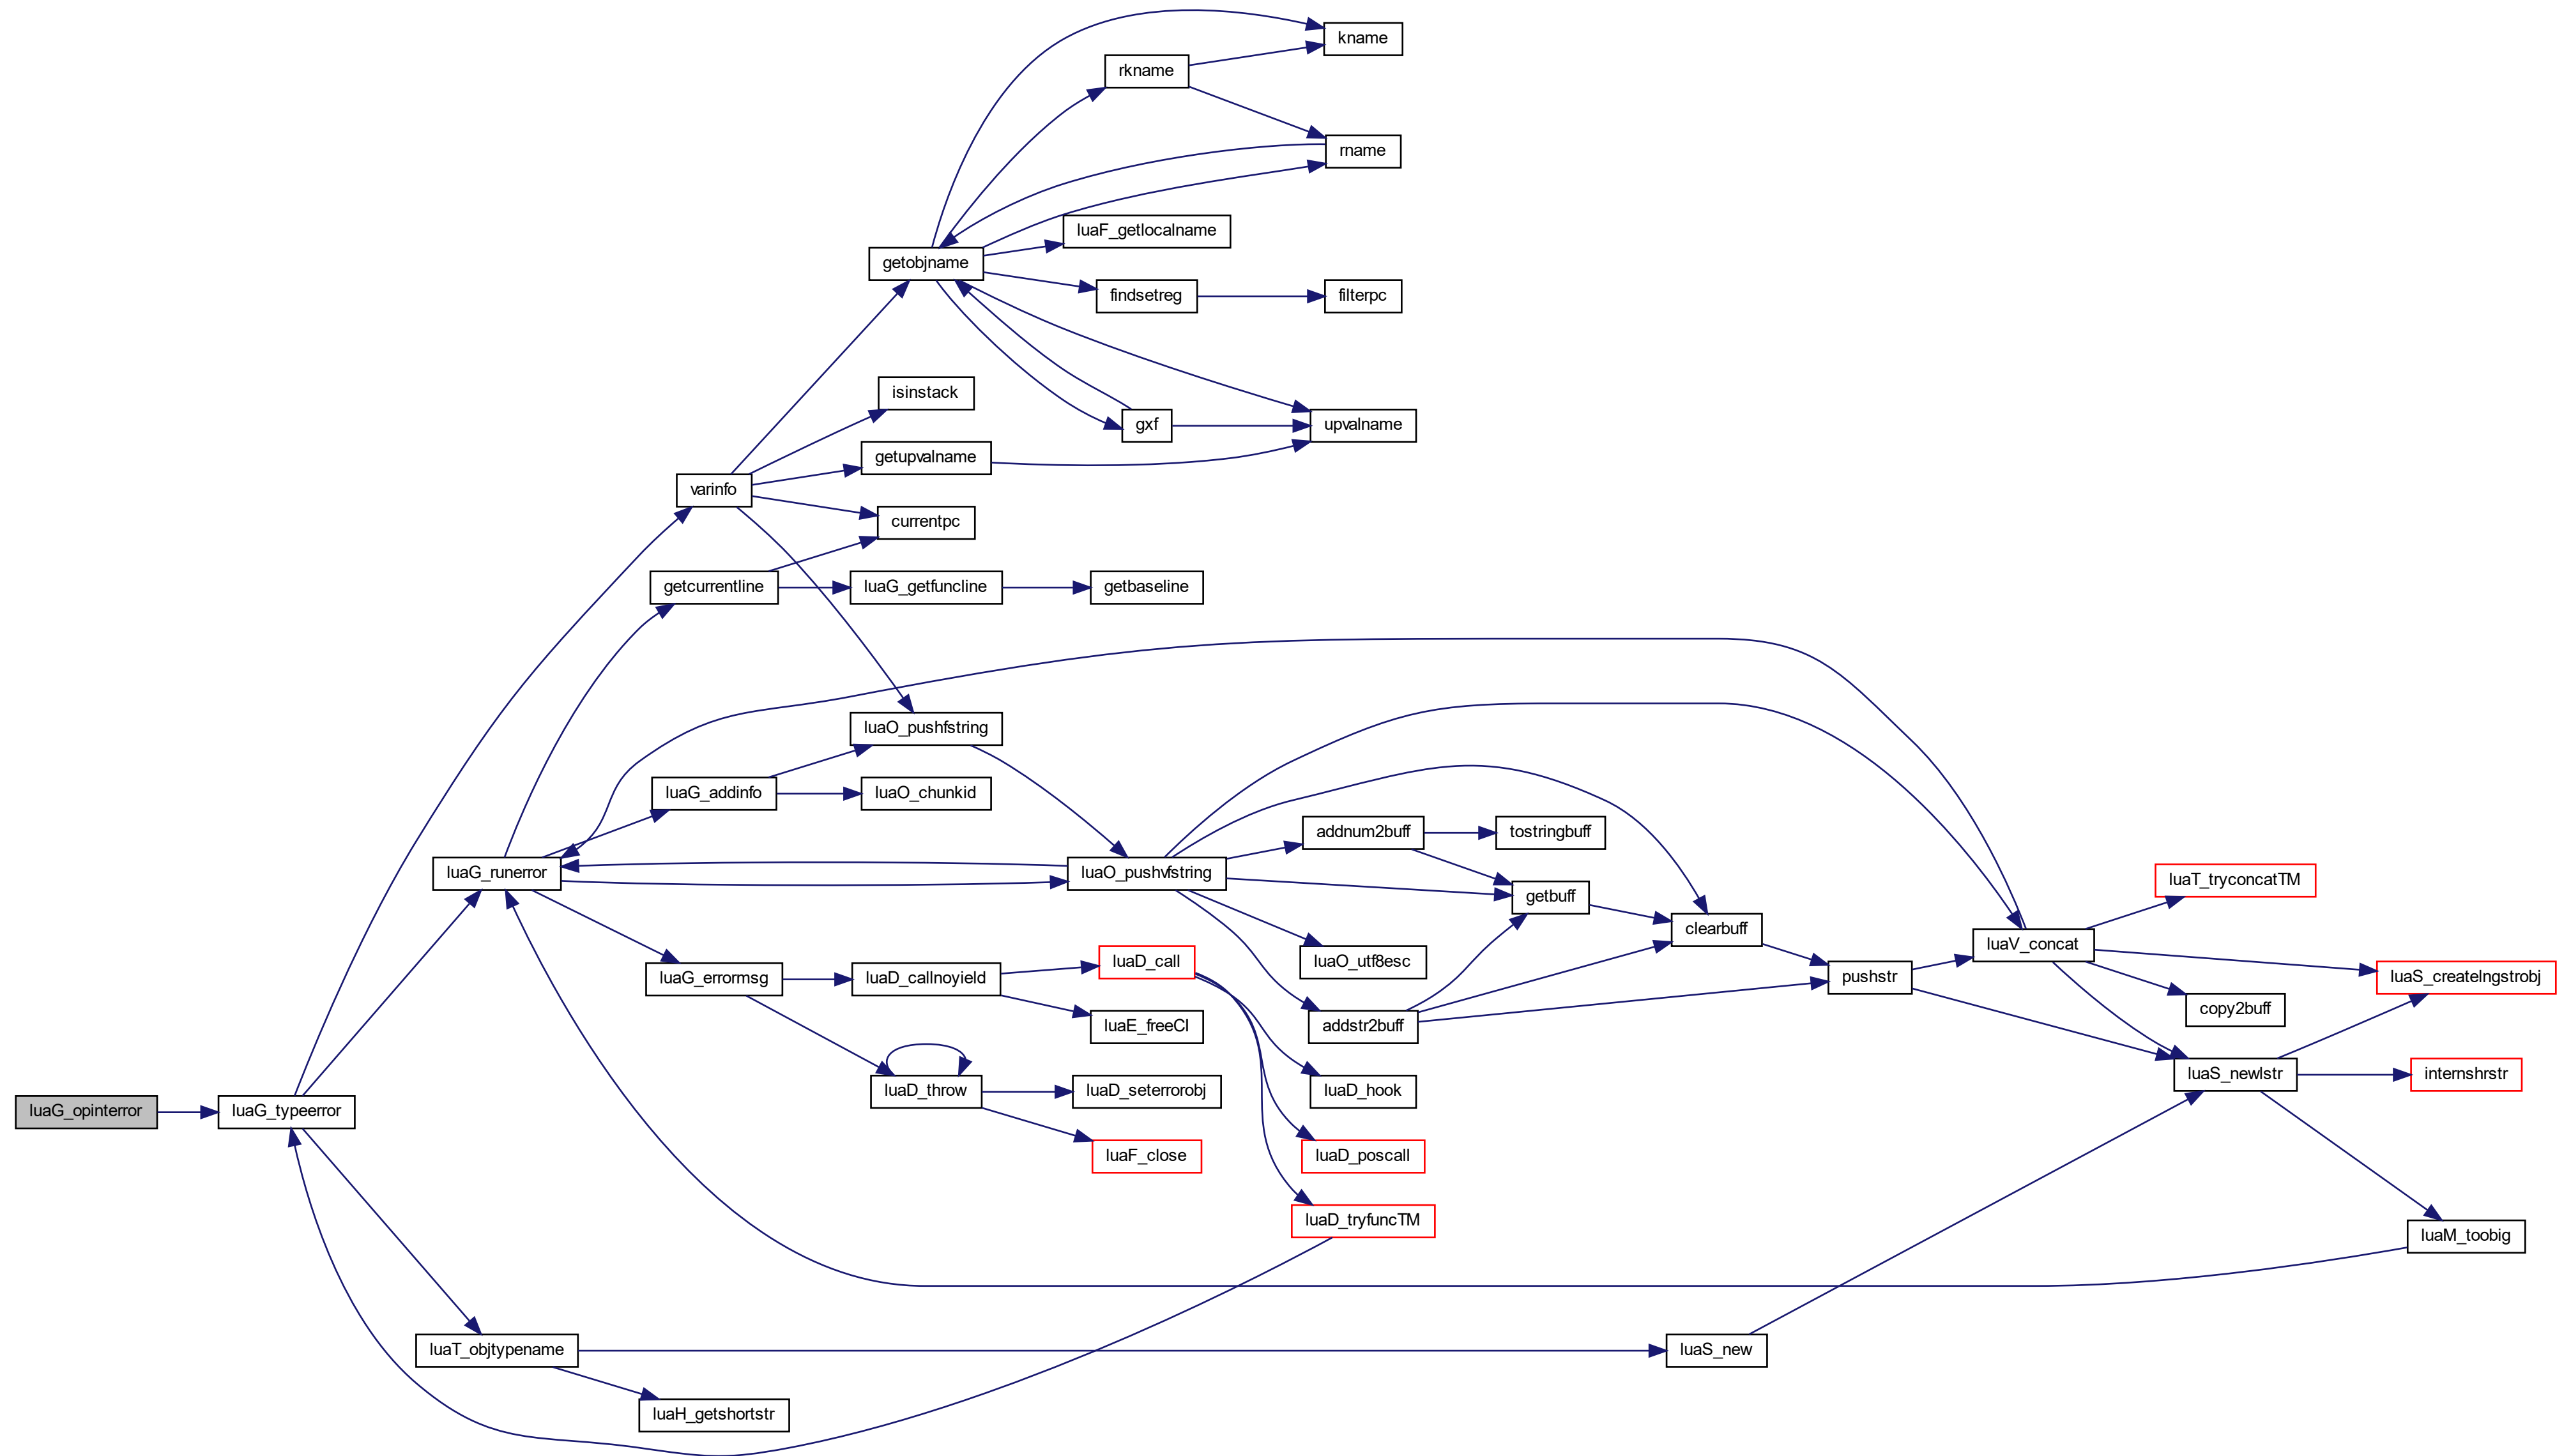 kname
rkname
rname
luaF_getlocalname
getobjname
findsetreg
filterpc
isinstack
gxf
upvalname
getupvalname
varinfo
currentpc
getcurrentline
luaG_getfuncline
getbaseline
luaO_pushfstring
luaG_addinfo
luaO_chunkid
addnum2buff
tostringbuff
luaG_runerror
luaO_pushvfstring
luaT_tryconcatTM
getbuff
clearbuff
luaV_concat
luaO_utf8esc
luaD_call
luaG_errormsg
luaD_callnoyield
pushstr
luaS_createlngstrobj
copy2buff
luaE_freeCI
addstr2buff
luaS_newlstr
internshrstr
luaD_throw
luaD_seterrorobj
luaD_hook
luaG_opinterror
luaG_typeerror
luaF_close
luaD_poscall
luaD_tryfuncTM
luaM_toobig
luaT_objtypename
luaS_new
luaH_getshortstr